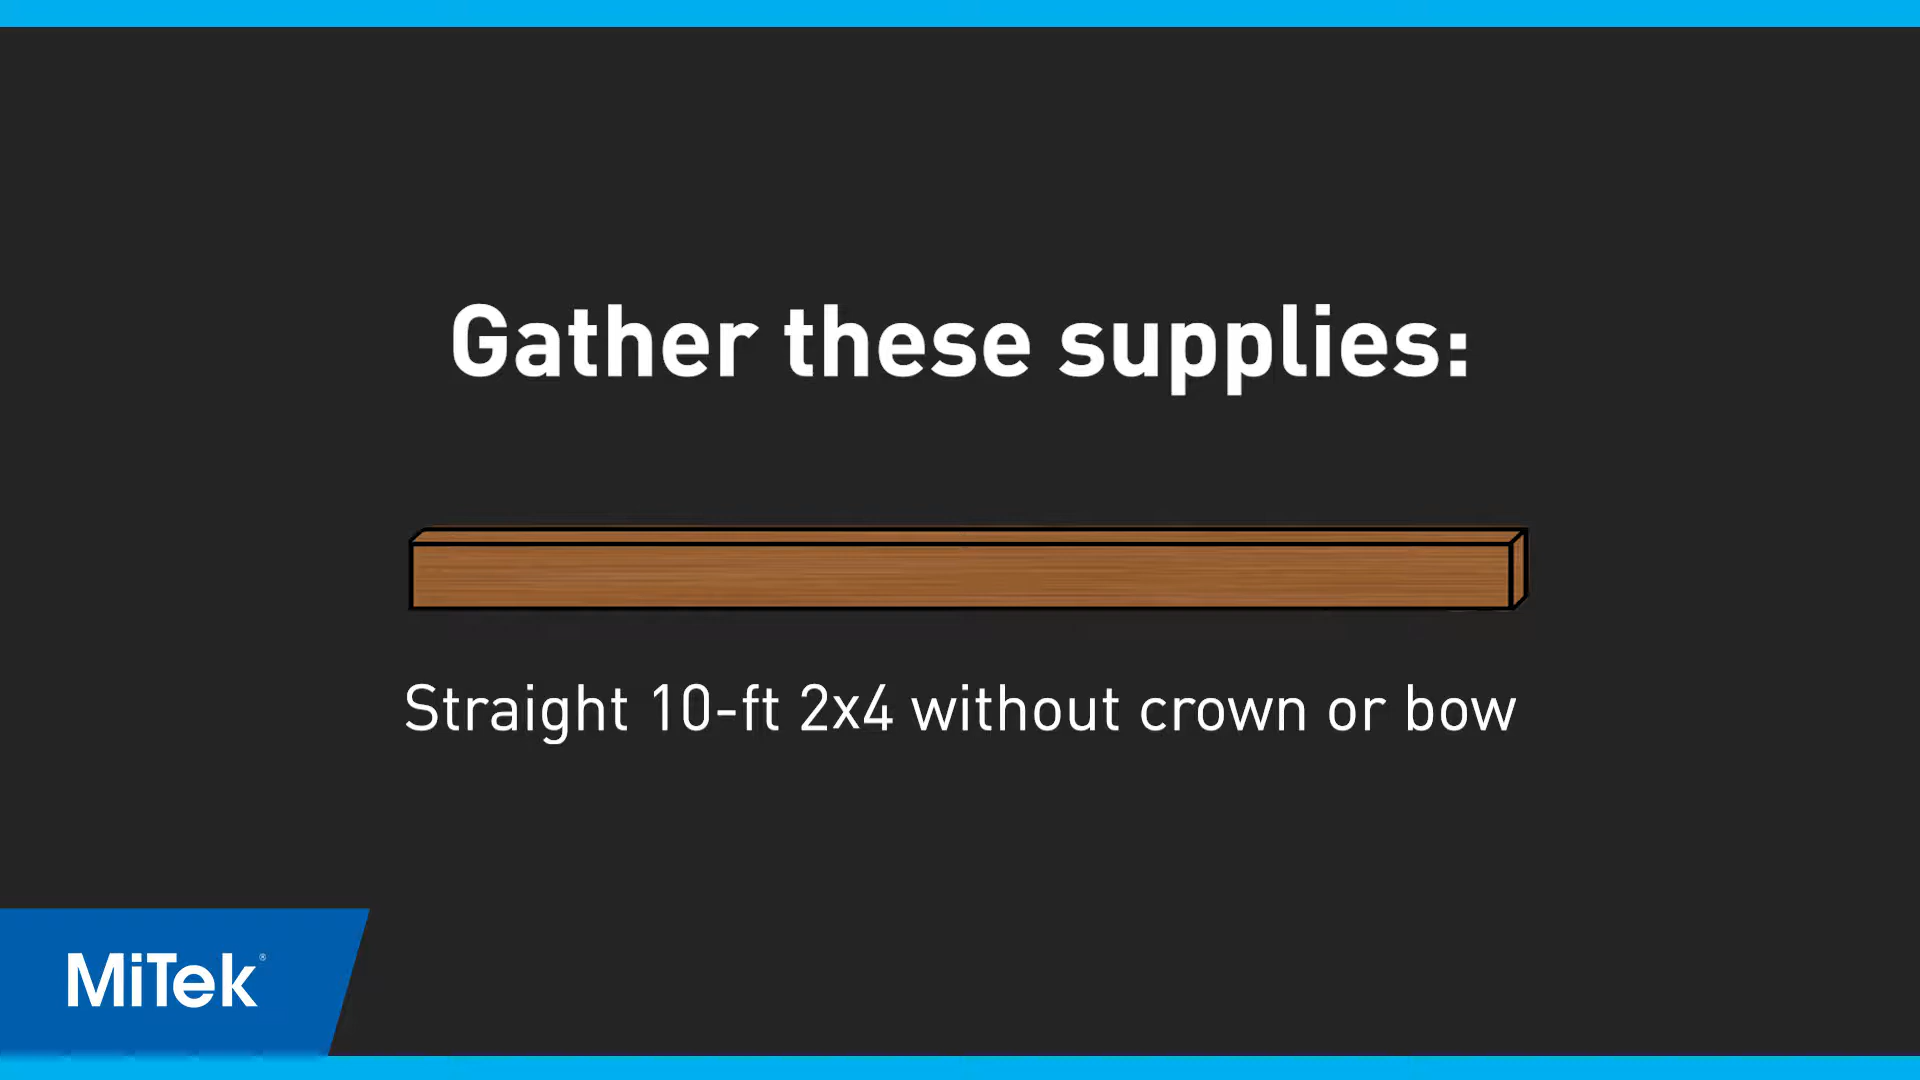 Gather these supplies:
Straight 10-ft 2x4 without crown or bow
MiTek®